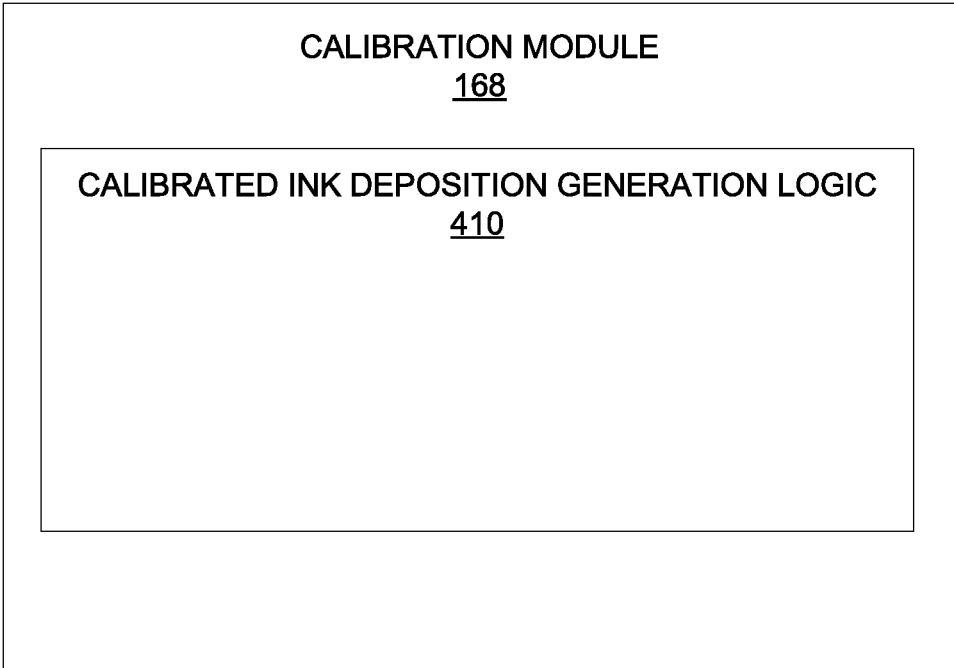 CALIBRATION MODULE
168
CALIBRATED INK DEPOSITION GENERATION LOGIC
410